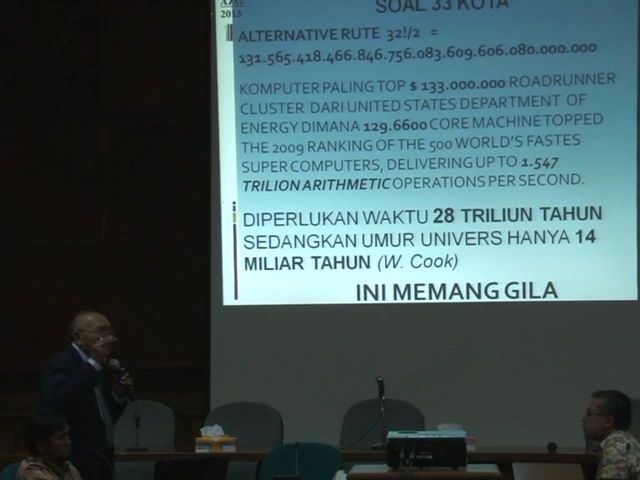 2013
SOAL 33 KOTA
ALTERNATIVE RUTE 32!/2 =
131.565.418.466.846.756.083.609.606.080.000.000
KOMPUTER PALING TOP $ 133.000.000 ROADRUNNER
CLUSTER DARI UNITED STATES DEPARTMENT OF
ENERGY DIMANA 129.6600 CORE MACHINE TOPPED
THE 2009 RANKING OF THE 500 WORLD'S FASTES
SUPER COMPUTERS, DELIVERING UP TO 1.547
TRILION ARITHMETIC OPERATIONS PER SECOND.
DIPERLUKAN WAKTU 28 TRILIUN TAHUN
SEDANGKAN UMUR UNIVERS HANYA 14
MILIAR TAHUN (W. Cook)
INI MEMANG GILA